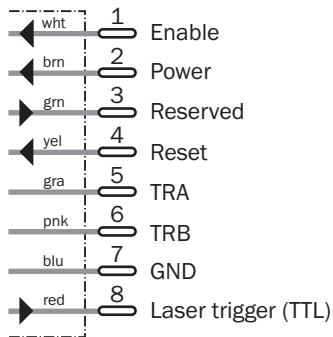 wht 1 Enable
brn 2 Power
grn 3 Reserved
yel 4 Reset
gra 5 TRA
pnk 6 TRB
blu 7 GND
red 8 Laser trigger (TTL)